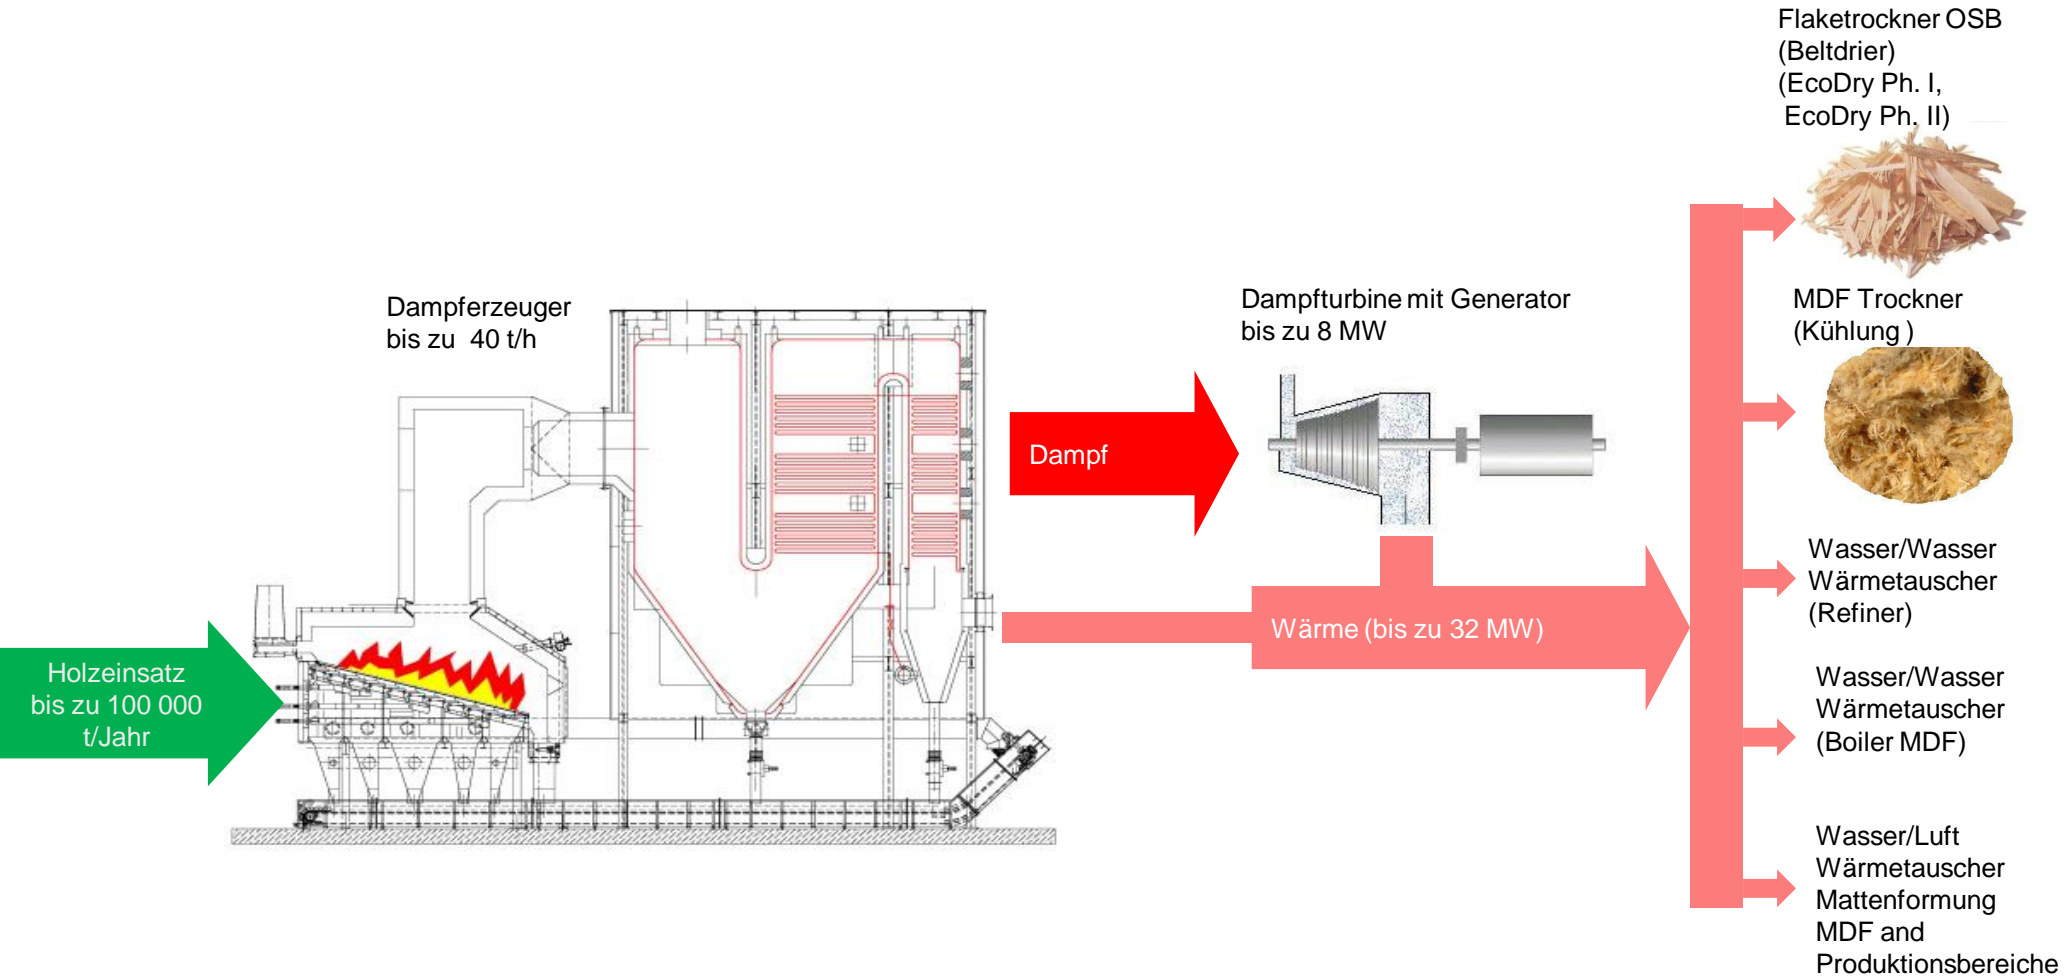 Flaketrockner OSB
(Beltdrier)
(EcoDry Ph. I,
EcoDry Ph. II)
Dampferzeuger
bis zu 40 t/h
Dampfturbine mit Generator
bis zu 8 MW
MDF Trockner
(Kühlung )
Dampf
Wasser/Wasser
Wärmetauscher
(Refiner)
Wärme (bis zu 32 MW)
Holzeinsatz
bis zu 100 000
t/Jahr
Wasser/Wasser
Wärmetauscher
(Boiler MDF)
Wasser/Luft
Wärmetauscher
Mattenformung
MDF and
Produktionsbereiche